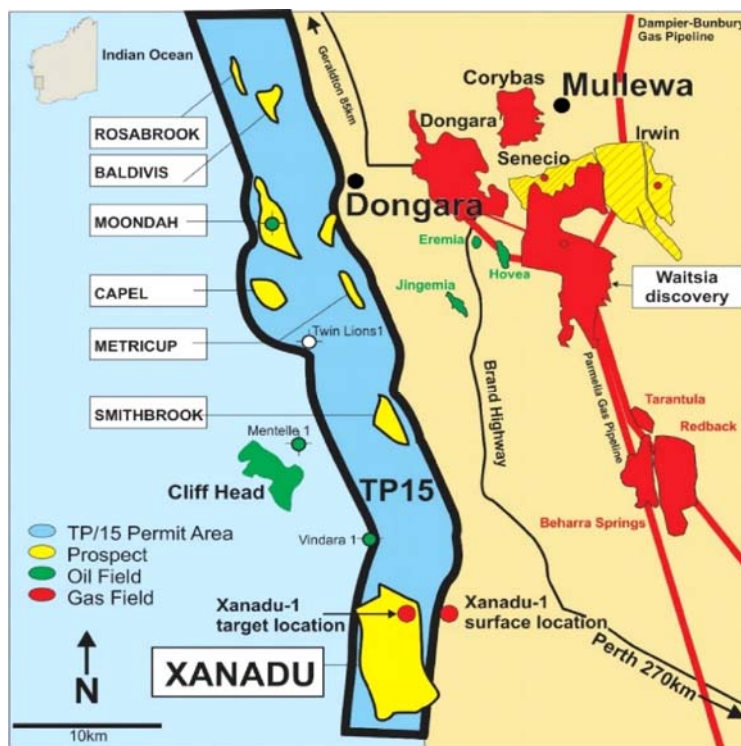 Dampier-Bunbury
Gas Pipeline
Indian Ocean
Geraldton 85km
Corybas
Mullewa
Dongara
Irwin
Senecio
ROSABROOK
BALDIVIS
MOONDAH
Dongara
Eremia
Hovea
Waitsia
discovery
Jingemia
CAPEL
METRICUP
Twin Lions1
Brand Highway
Parmelia Gas Pipeline
SMITHBROOK
Tarantula
Redback
Mentelle 1
Cliff Head
TP15
Beharra Springs
TP/15 Permit Area
Prospect
Oil Field
Gas Field
Vindara 1
Xanadu-1
target location
Xanadu-1
surface location
XANADU
Perth 270km
N
10km